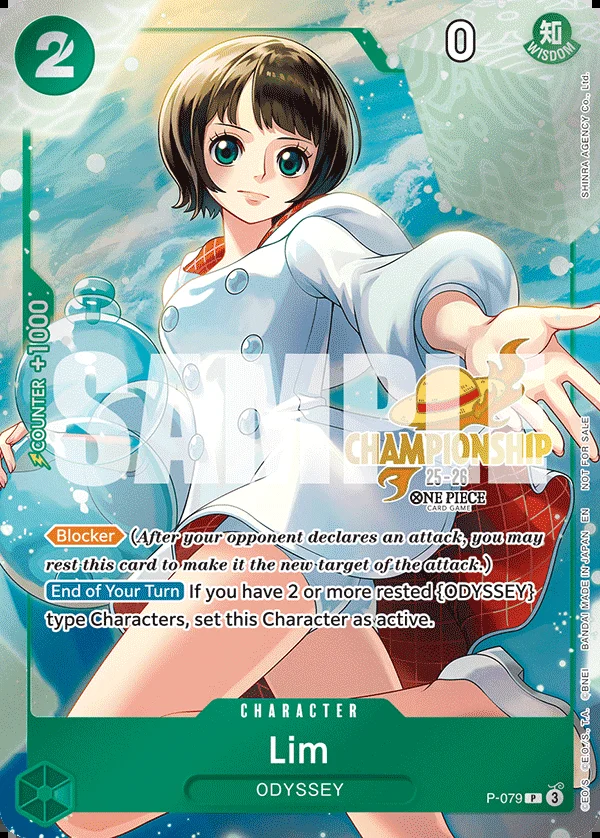 2
0
知
WISDOM
SHINRA AGENCY Co., Ltd.
COUNTER +1000
SAMPLE
CHAMPIONSHIP
25-26
ONE PIECE
CARD GAME
Blocker (After your opponent declares an attack, you may
rest this card to make it the new target of the attack.)
End of Your Turn If you have 2 or more rested {ODYSSEY}
type Characters, set this Character as active.
©EO/S,_©EO/S, T.A. ©BNEI BANDAI MADE IN JAPAN EN NOT FOR SALE
CHARACTER
Lim
ODYSSEY
P-079 P 3